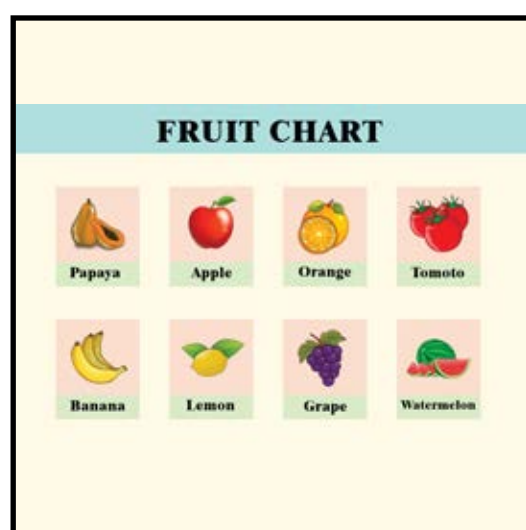 FRUIT CHART
Papaya Apple Orange Tomoto
Banana Lemon Grape Watermelon